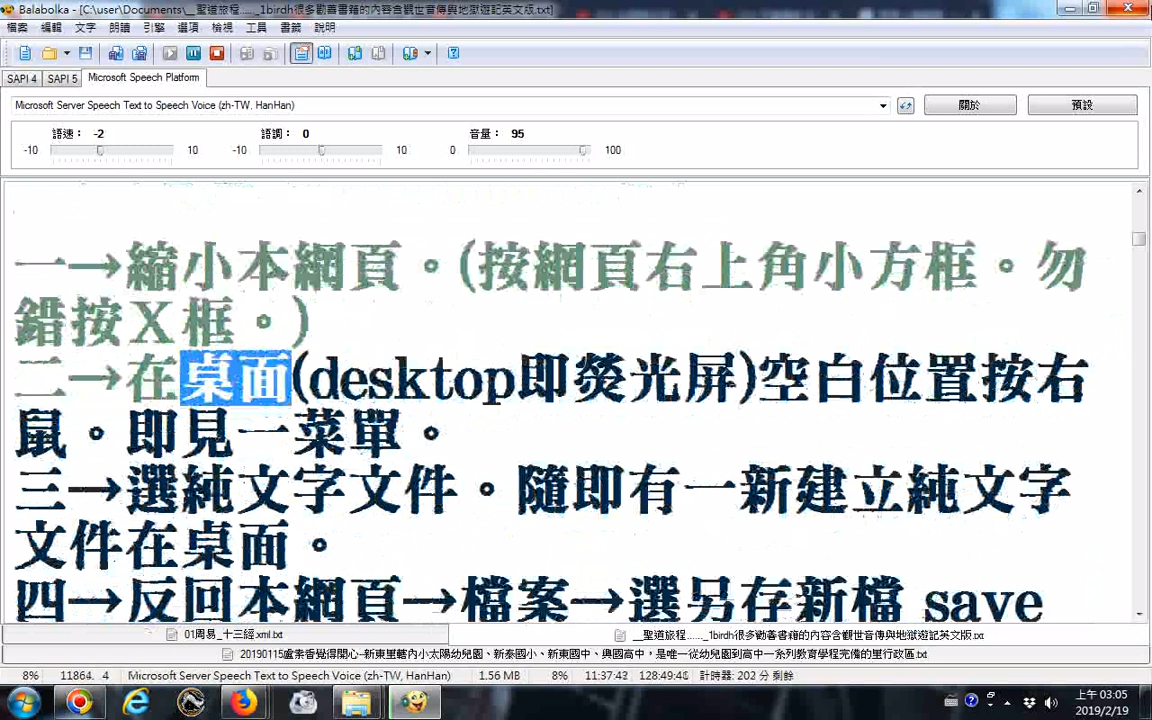 Balabolka - [C:\user\Documents\__聖道旅程......_1birdh很多勸善書籍的內容含觀世音傳與地獄遊記英文版.txt]
檔案 編輯 文字 朗讀 引擎 選項 檢視 工具 書籤 說明
SAPI 4 SAPI 5 Microsoft Speech Platform
Microsoft Server Speech Text to Speech Voice (zh-TW, HanHan) 關於 預設
語速: -2 語調: 0 音量: 95
-10 10 -10 10 0 100
一→縮小本網頁。(按網頁右上角小方框。勿
錯按X框。)
二→在桌面(desktop即熒光屏)空白位置按右
鼠。即見一菜單。
三→選純文字文件。隨即有一新建立純文字
文件在桌面。
四→反回本網頁→檔案→選另存新檔 save
01周易_十三經.xml.txt __聖道旅程......_1birdh很多勸善書籍的內容含觀世音傳與地獄遊記英文版.txt
20190115盧素香覺得開心--新東里轄內小太陽幼兒園、新泰國小、新東國中、興國高中，是唯一從幼兒園到高中一系列教育學程完備的里行政區.txt
8% 11864. 4 Microsoft Server Speech Text to Speech Voice (zh-TW, HanHan) 1.56 MB 8% 11:37:43 128:49:48 計時器: 202 分 剩餘
上午 03:05
2019/2/19